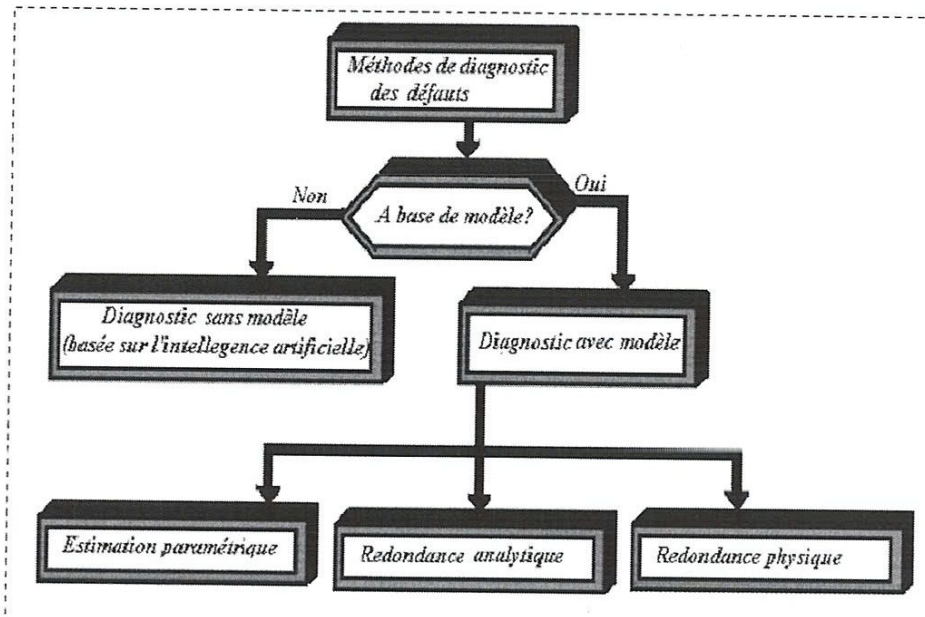 Méthodes de diagnostic
des défauts
Non
Oui
A base de modèle?
Diagnostic sans modèle
(basée sur l'intellegence artificielle)
Diagnostic avec modèle
Estimation paramétrique
Redondance analytique
Redondance physique